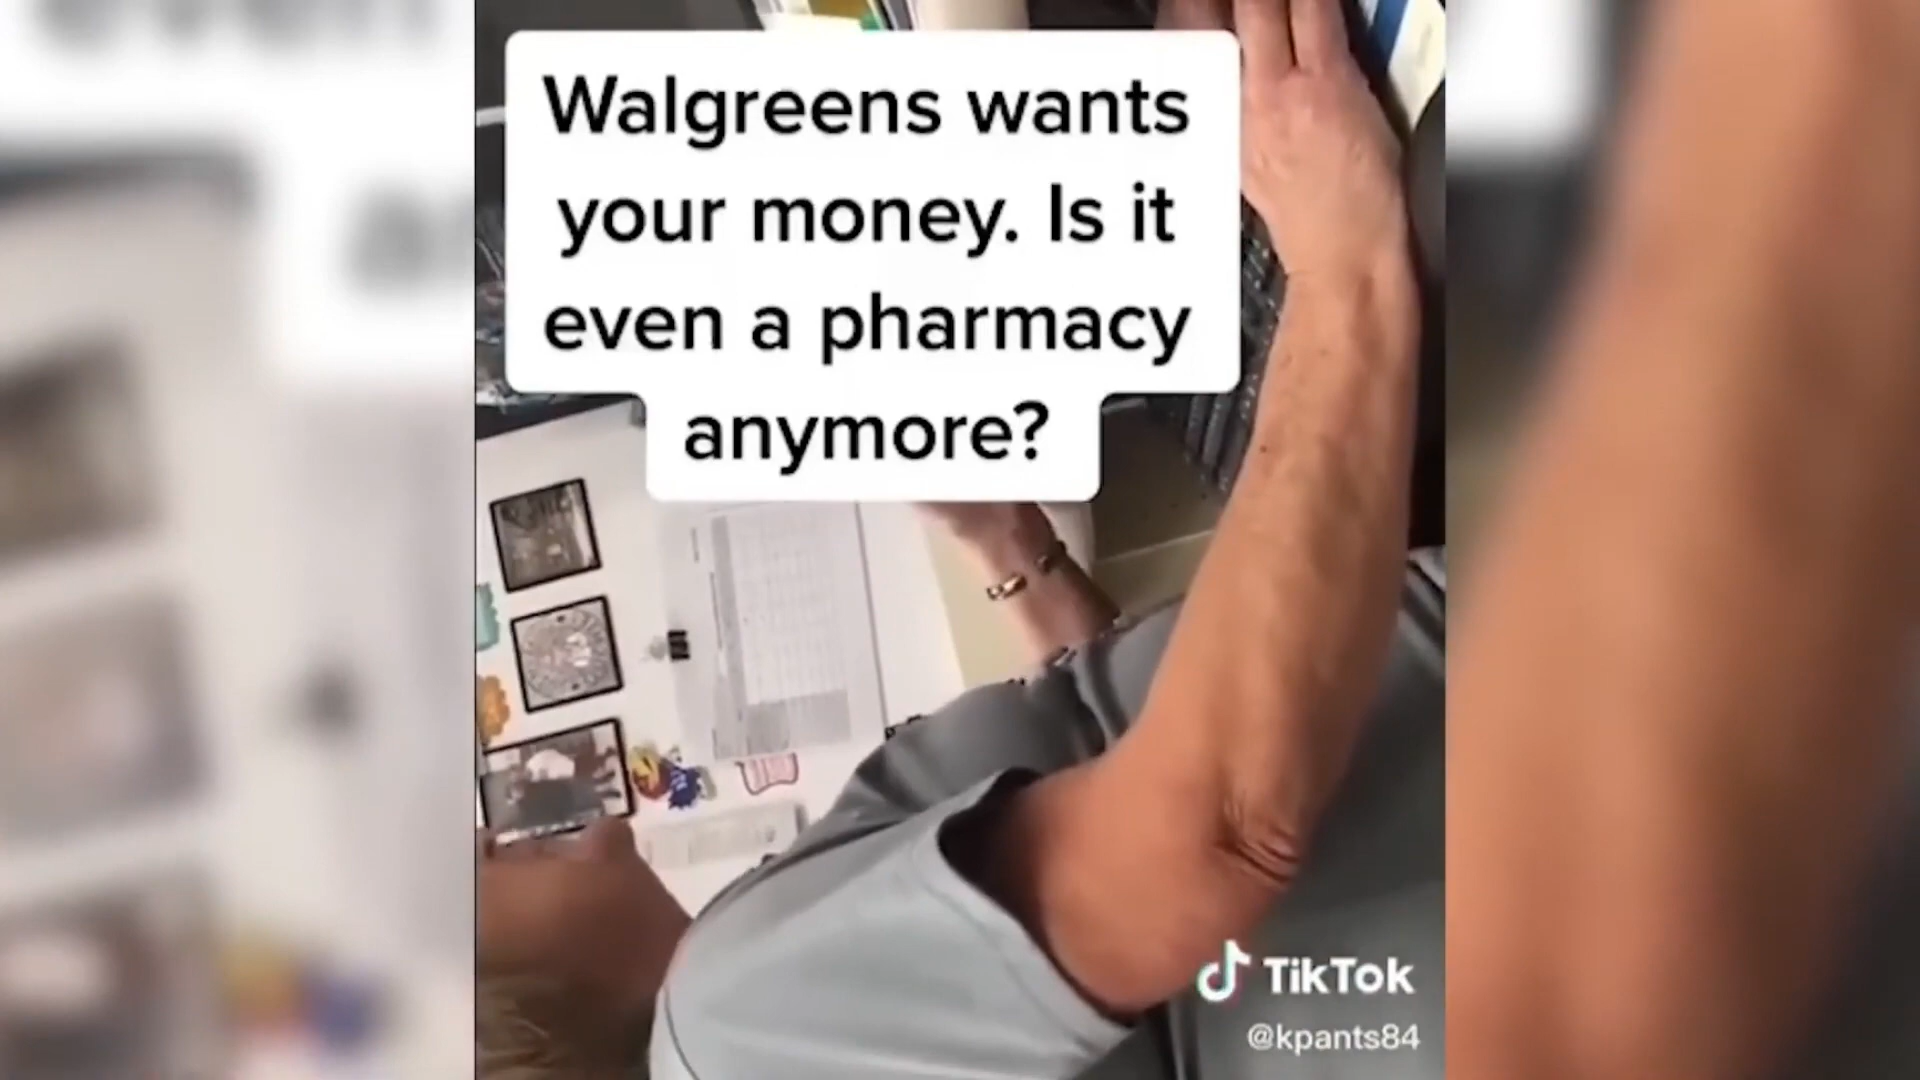 Walgreens wants
your money. Is it
even a pharmacy
anymore?
TikTok
@kpants84